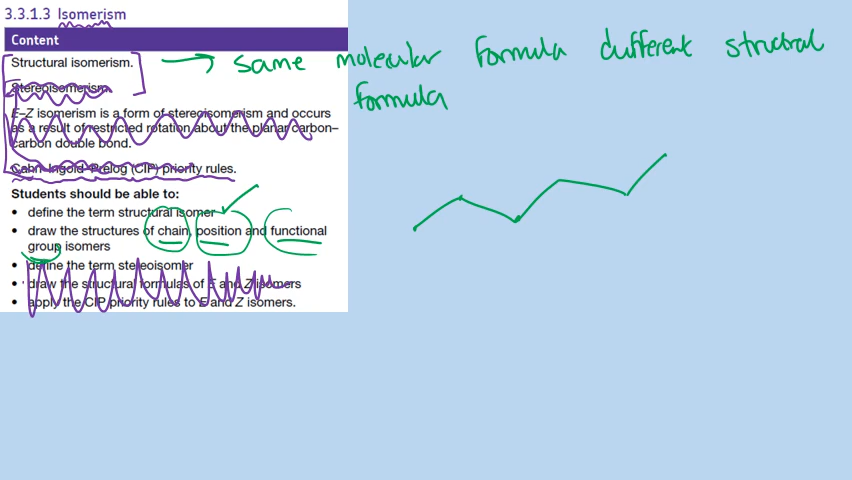 3.3.1.3 Isomerism
Content
Structural isomerism.
Stereoisomerism.
E–Z isomerism is a form of stereoisomerism and occurs
as a result of restricted rotation about the planar carbon–
carbon double bond.
Cahn–Ingold–Prelog (CIP) priority rules.
Students should be able to:
• define the term structural isomer
• draw the structures of chain, position and functional
group isomers
• define the term stereoisomer
• draw the structural formulas of E and Z isomers
• apply the CIP priority rules to E and Z isomers.
same molecular formula different structral
formula